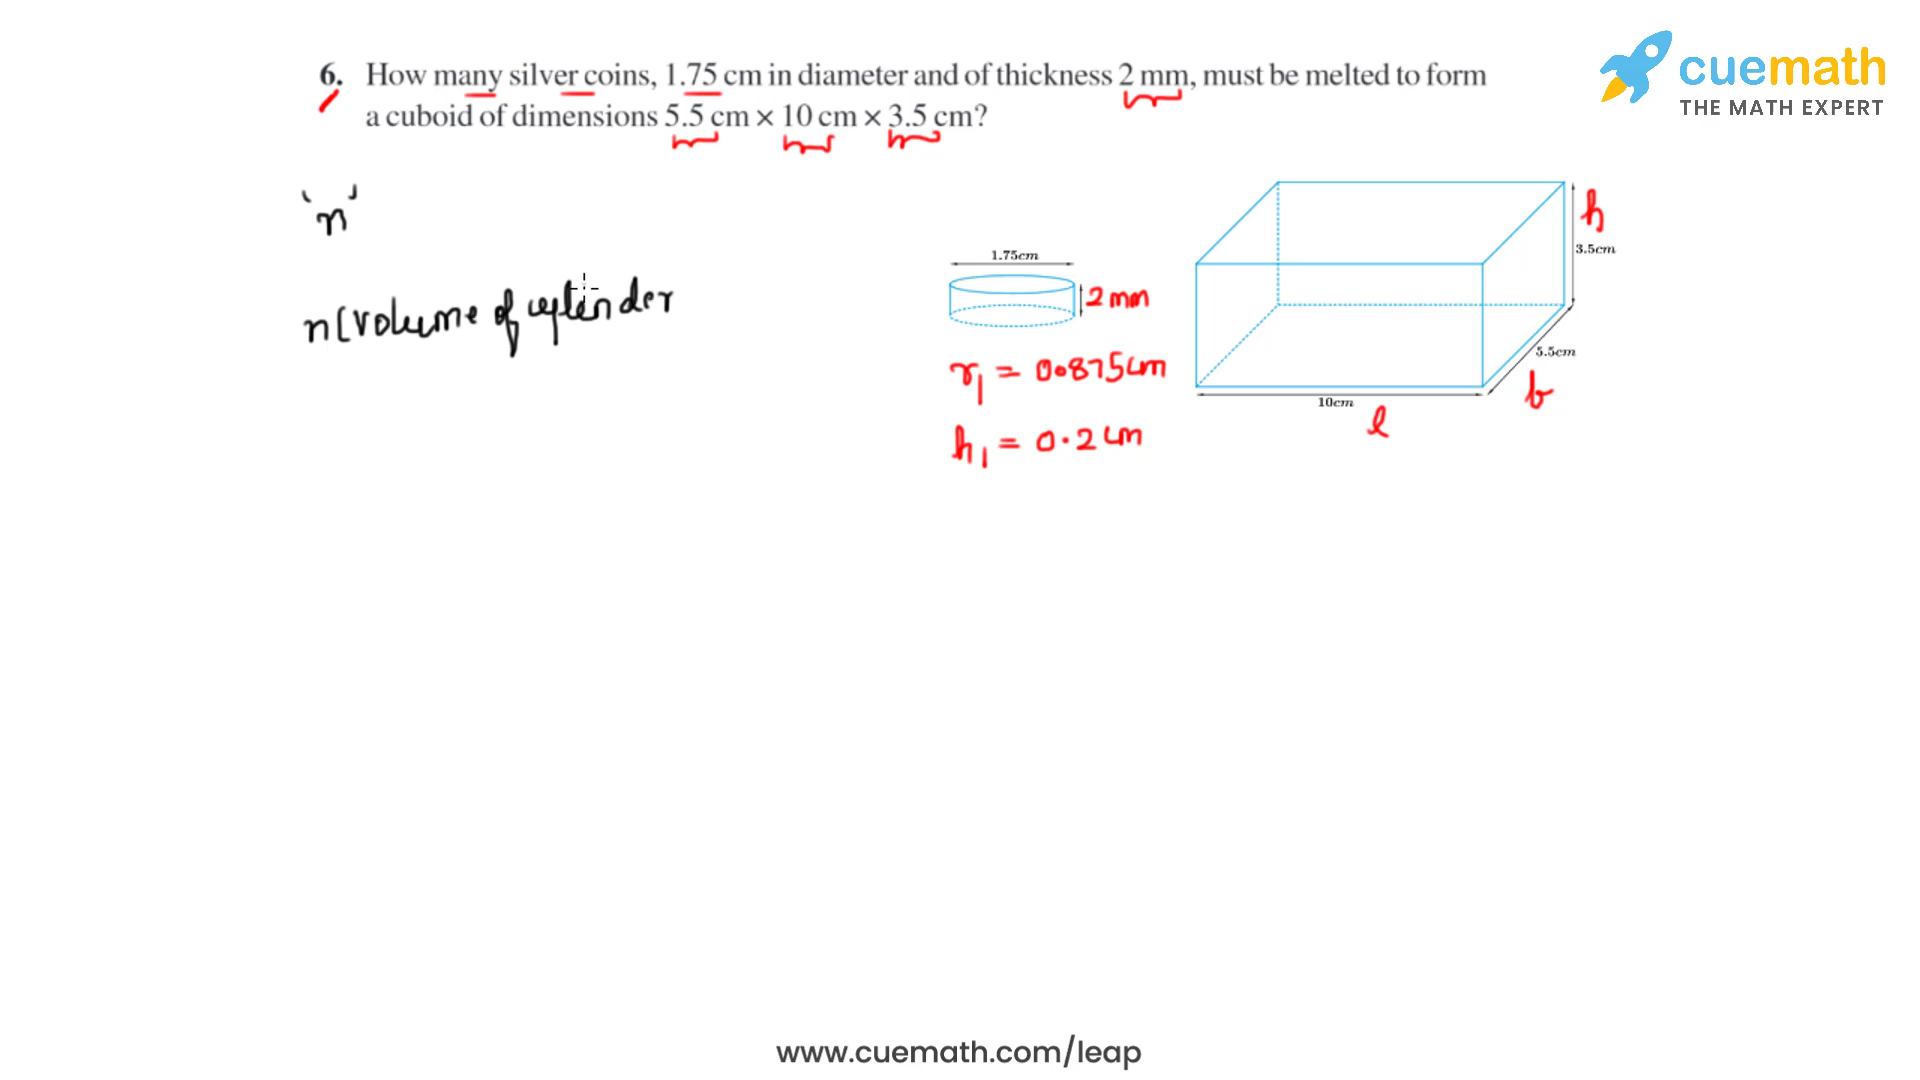 6. How many silver coins, 1.75 cm in diameter and of thickness 2 mm, must be melted to form
a cuboid of dimensions 5.5 cm × 10 cm × 3.5 cm?
cuemath
THE MATH EXPERT
'n'
n(volume of cylinder
1.75cm
2 mm
r₁ = 0.875cm
h₁ = 0.2 cm
h
3.5cm
5.5cm
b
10cm
l
www.cuemath.com/leap